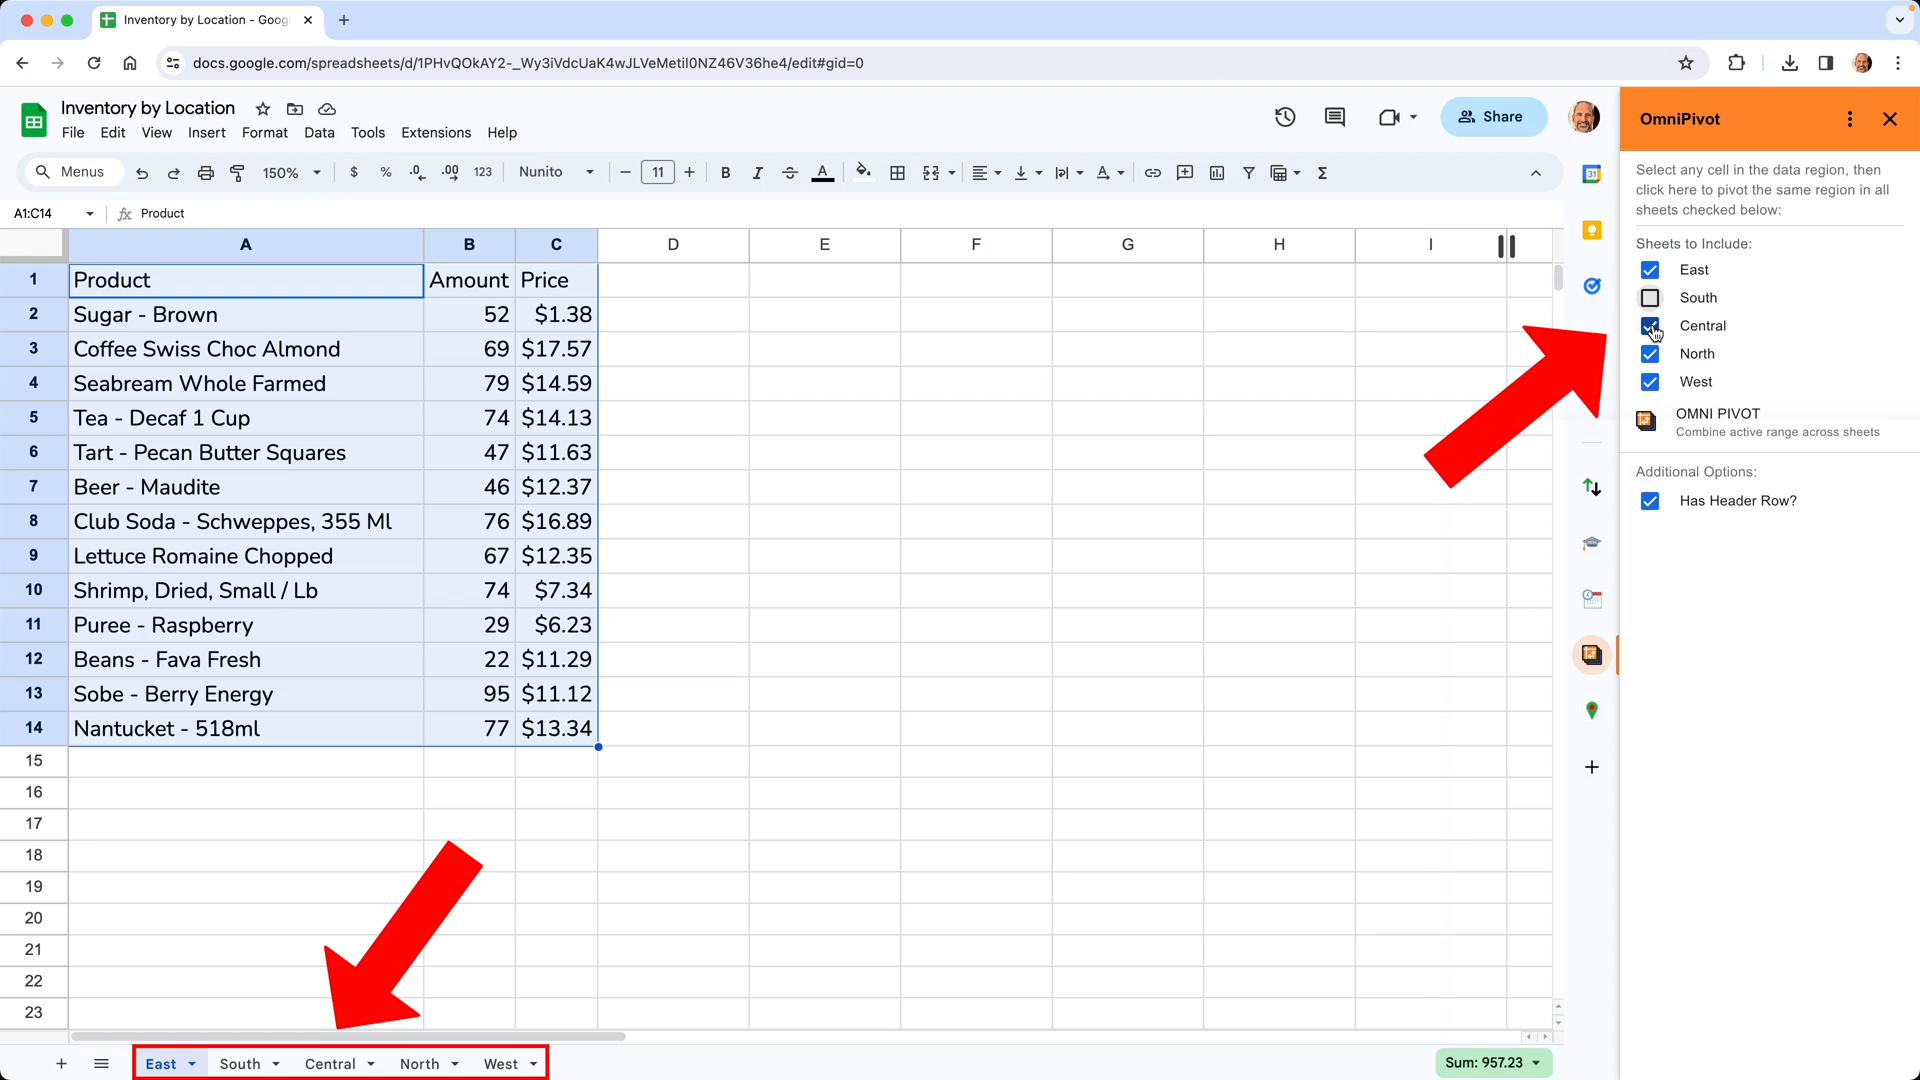 Inventory by Location - Goog
docs.google.com/spreadsheets/d/1PHvQOkAY2-_Wy3iVdcUaK4wJLVeMetil0NZ46V36he4/edit#gid=0
Inventory by Location
File Edit View Insert Format Data Tools Extensions Help
Share
Menus 150% $ % .0 .00 123 Nunito 11 B I A
A1:C14 fx Product
A B C D E F G H I
1 Product Amount Price
2 Sugar - Brown 52 $1.38
3 Coffee Swiss Choc Almond 69 $17.57
4 Seabream Whole Farmed 79 $14.59
5 Tea - Decaf 1 Cup 74 $14.13
6 Tart - Pecan Butter Squares 47 $11.63
7 Beer - Maudite 46 $12.37
8 Club Soda - Schweppes, 355 Ml 76 $16.89
9 Lettuce Romaine Chopped 67 $12.35
10 Shrimp, Dried, Small / Lb 74 $7.34
11 Puree - Raspberry 29 $6.23
12 Beans - Fava Fresh 22 $11.29
13 Sobe - Berry Energy 95 $11.12
14 Nantucket - 518ml 77 $13.34
15
16
17
18
19
20
21
22
23
East South Central North West
Sum: 957.23
31
OmniPivot
Select any cell in the data region, then
click here to pivot the same region in all
sheets checked below:
Sheets to Include:
East
South
Central
North
West
OMNI PIVOT
Combine active range across sheets
Additional Options:
Has Header Row?